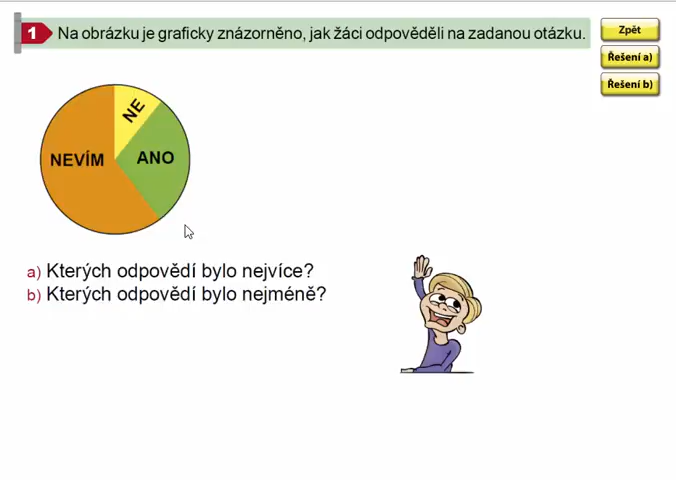 1 Na obrázku je graficky znázorněno, jak žáci odpověděli na zadanou otázku.
Zpět
Řešení a)
Řešení b)
NE
NEVÍM
ANO
a) Kterých odpovědí bylo nejvíce?
b) Kterých odpovědí bylo nejméně?